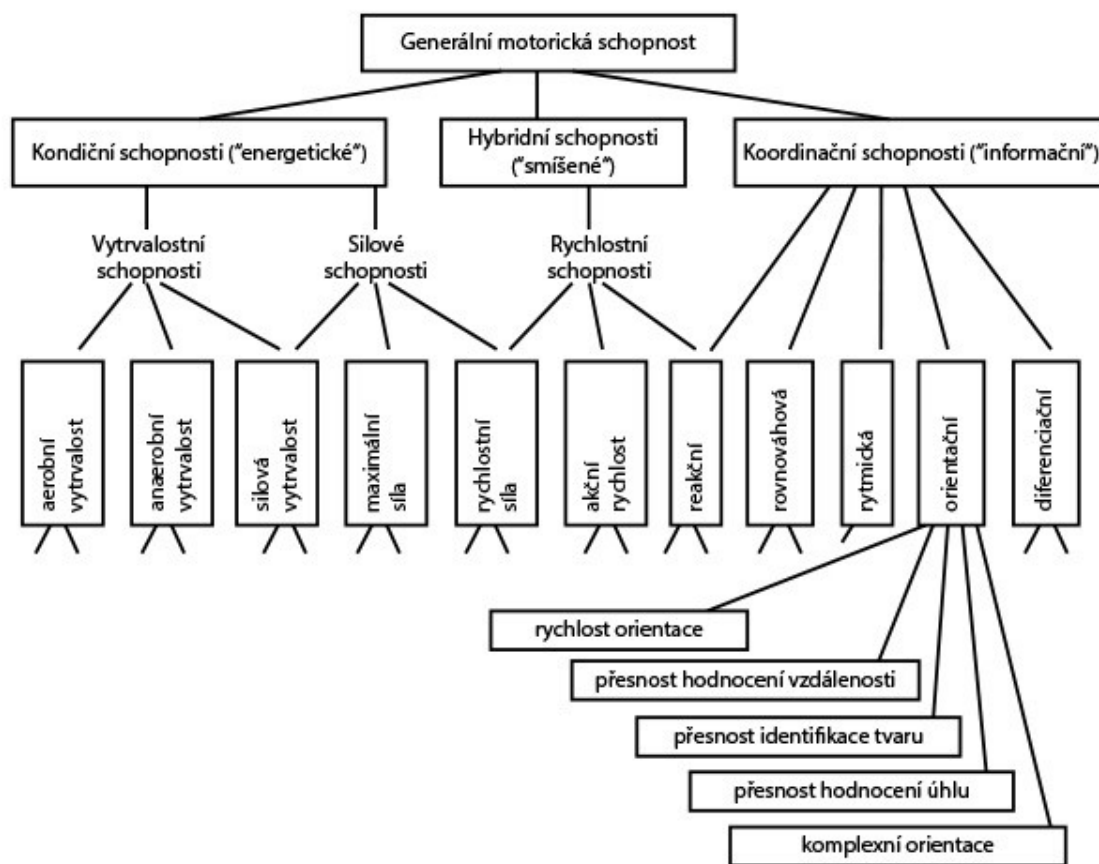 Generální motorická schopnost
Kondiční schopnosti (“energetické“)
Hybridní schopnosti
(“smíšené“)
Koordinační schopnosti (“informační“)
Vytrvalostní
schopnosti
Silové
schopnosti
Rychlostní
schopnosti
aerobní
vytrvalost
anaerobní
vytrvalost
silová
vytrvalost
maximální
síla
rychlostní
síla
akční
rychlost
reakční
rovnováhová
rytmická
orientační
diferenciační
rychlost orientace
přesnost hodnocení vzdálenosti
přesnost identifikace tvaru
přesnost hodnocení úhlu
komplexní orientace